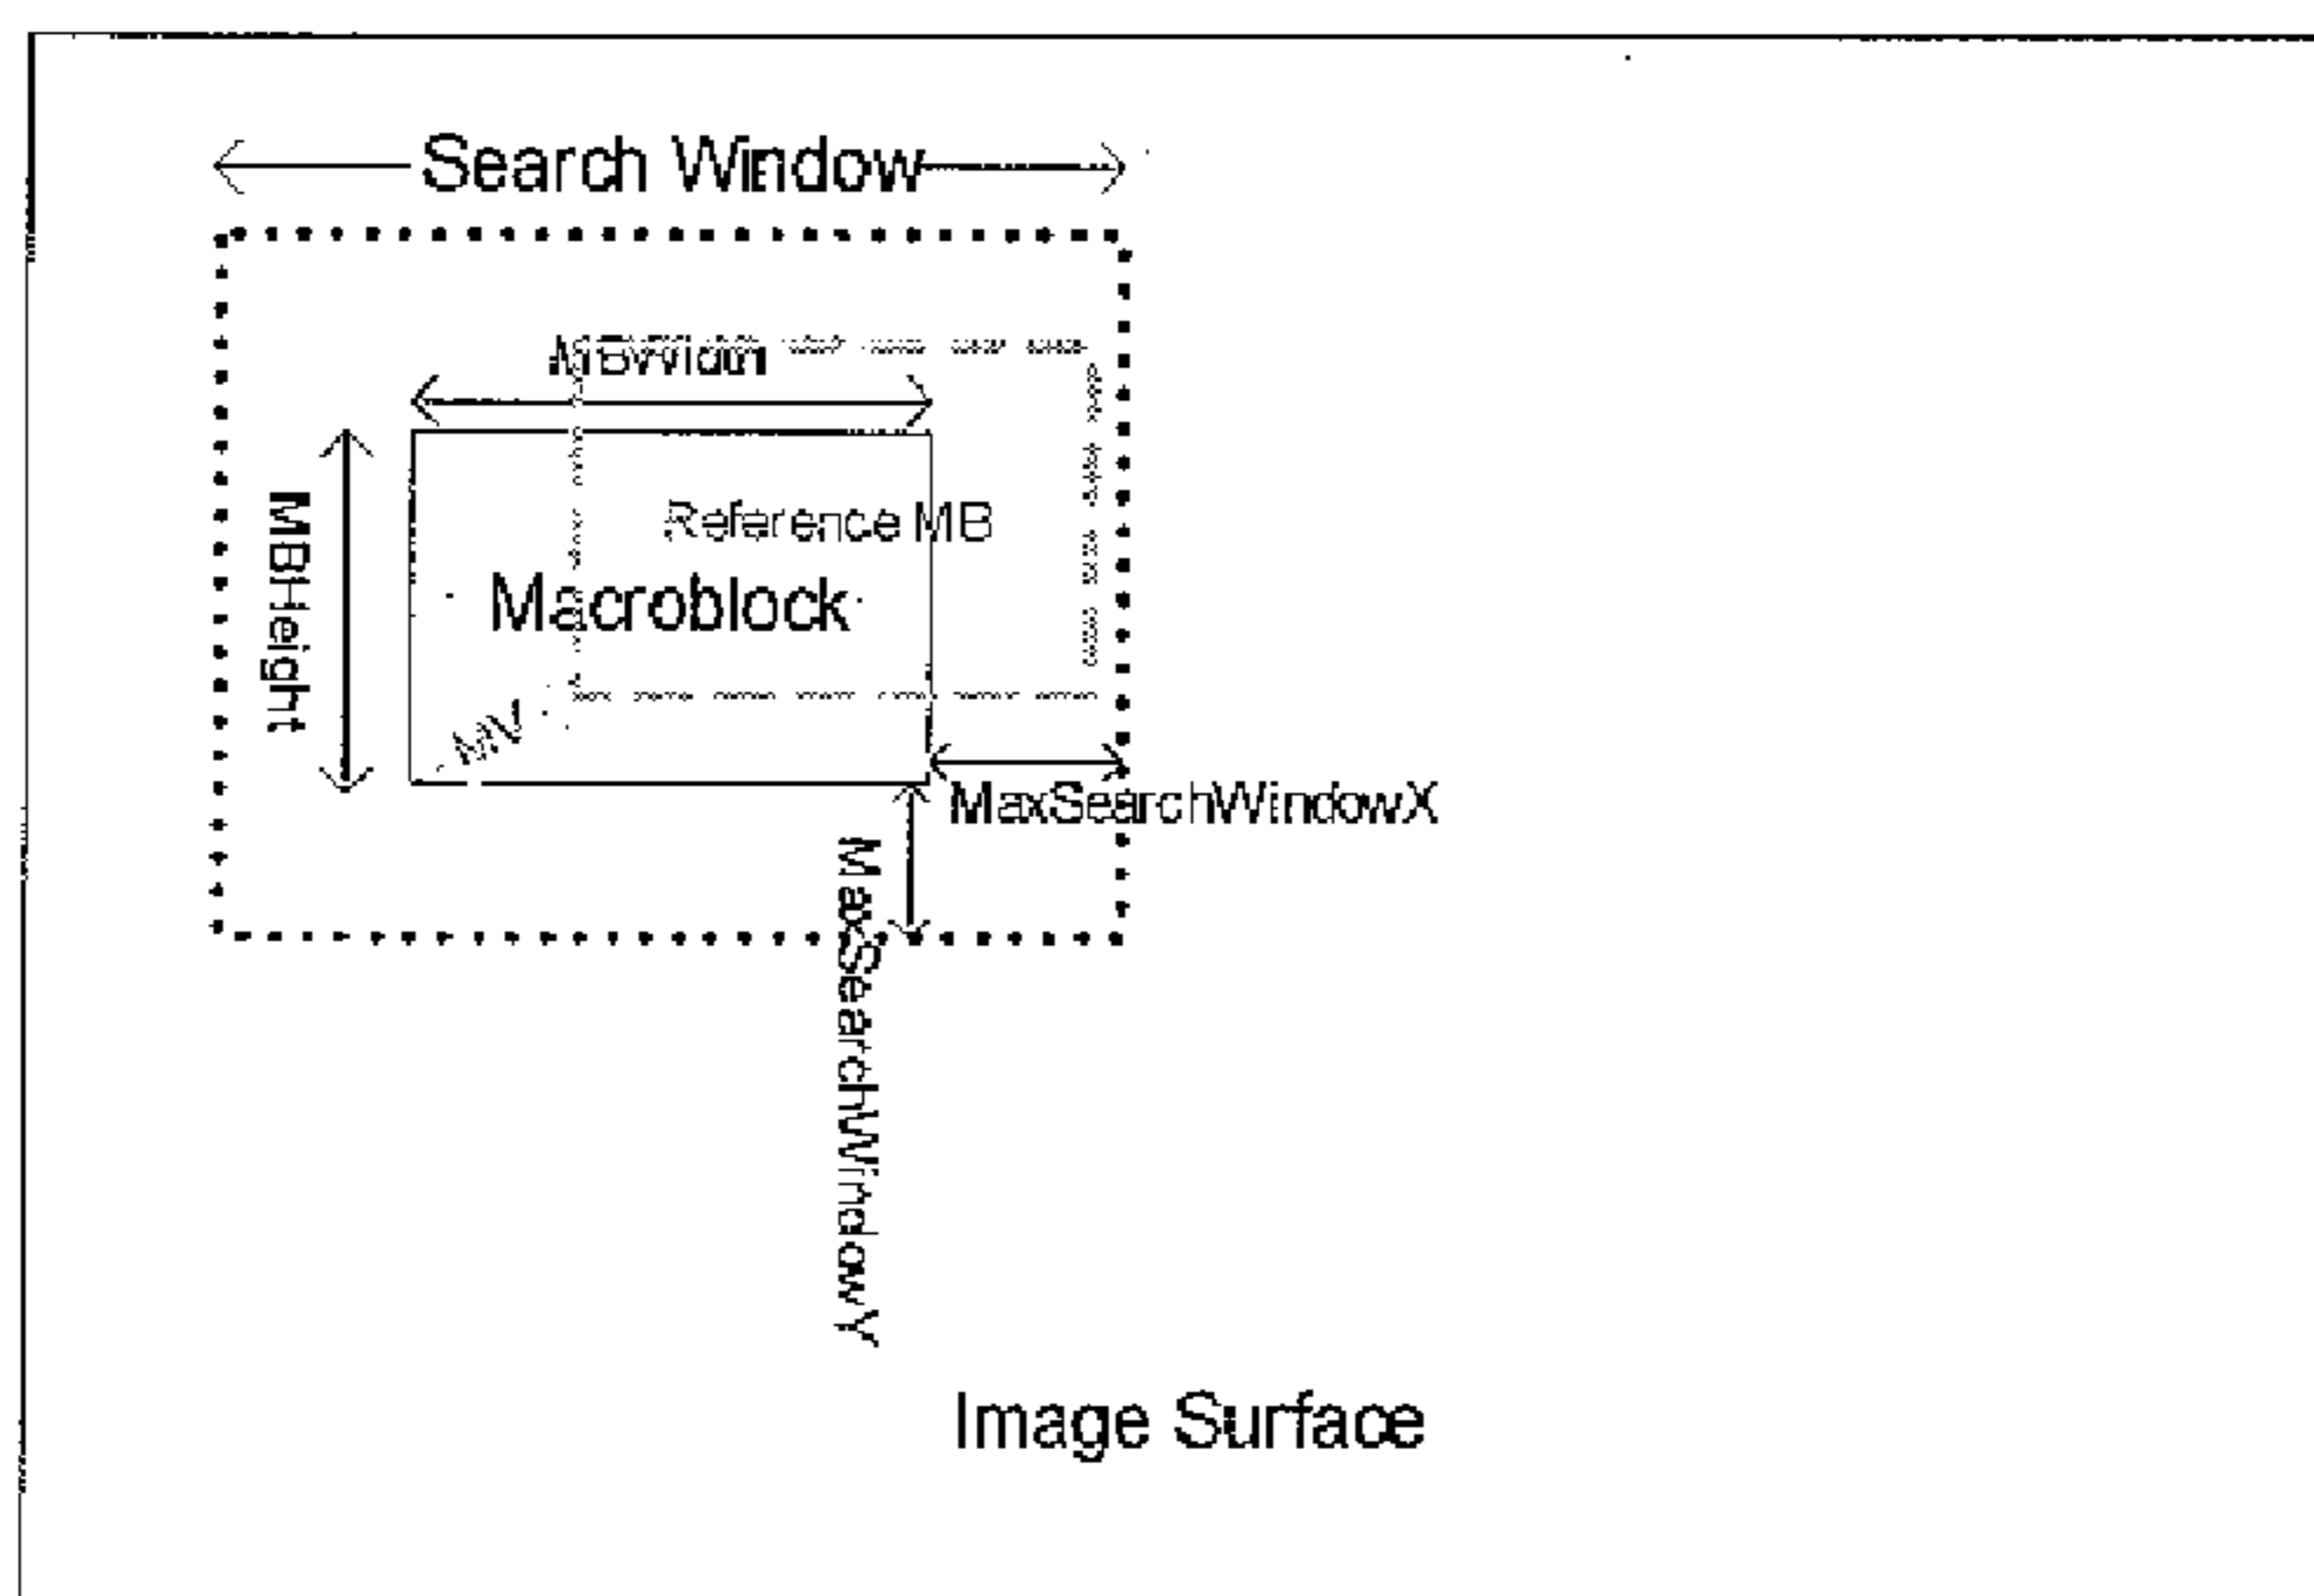 Search Window
MBWidth
MBHeight
Reference MB
Macroblock
MV
MaxSearchWindowX
MaxSearchWindowY
Image Surface